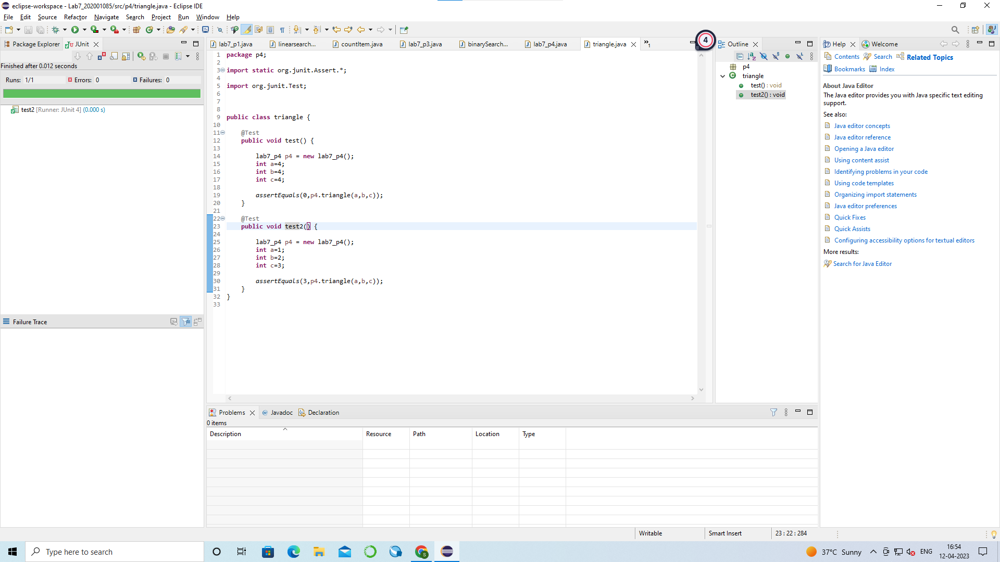 eclipse-workspace - Lab7_202001085/src/p4/triangle.java - Eclipse IDE
File Edit Source Refactor Navigate Search Project Run Window Help
Package Explorer JUnit
Finished after 0.012 seconds
Runs: 1/1 Errors: 0 Failures: 0
test2 [Runner: JUnit 4] (0.000 s)
Failure Trace
lab7_p1.java linearsearch... countItem.java lab7_p3.java binarySearch... lab7_p4.java triangle.java »1
4
1 package p4;
2
3 import static org.junit.Assert.*;
4
5 import org.junit.Test;
6
7
8
9 public class triangle {
10
11 @Test
12 public void test() {
13
14 lab7_p4 p4 = new lab7_p4();
15 int a=4;
16 int b=4;
17 int c=4;
18
19 assertEquals(0,p4.triangle(a,b,c));
20 }
21
22 @Test
23 public void test2() {
24
25 lab7_p4 p4 = new lab7_p4();
26 int a=1;
27 int b=2;
28 int c=3;
29
30 assertEquals(3,p4.triangle(a,b,c));
31 }
32 }
33
Outline
p4
triangle
test() : void
test2() : void
Help Welcome
Contents Search Related Topics
Bookmarks Index
About Java Editor
The Java editor provides you with Java specific text editing
support.
See also:
Java editor concepts
Java editor reference
Opening a Java editor
Using content assist
Identifying problems in your code
Using code templates
Organizing import statements
Java editor preferences
Quick Fixes
Quick Assists
Configuring accessibility options for textual editors
More results:
Search for Java Editor
Problems @ Javadoc Declaration
0 items
Description Resource Path Location Type
Writable Smart Insert 23 : 22 : 284
Type here to search
37°C Sunny ENG 16:54
12-04-2023